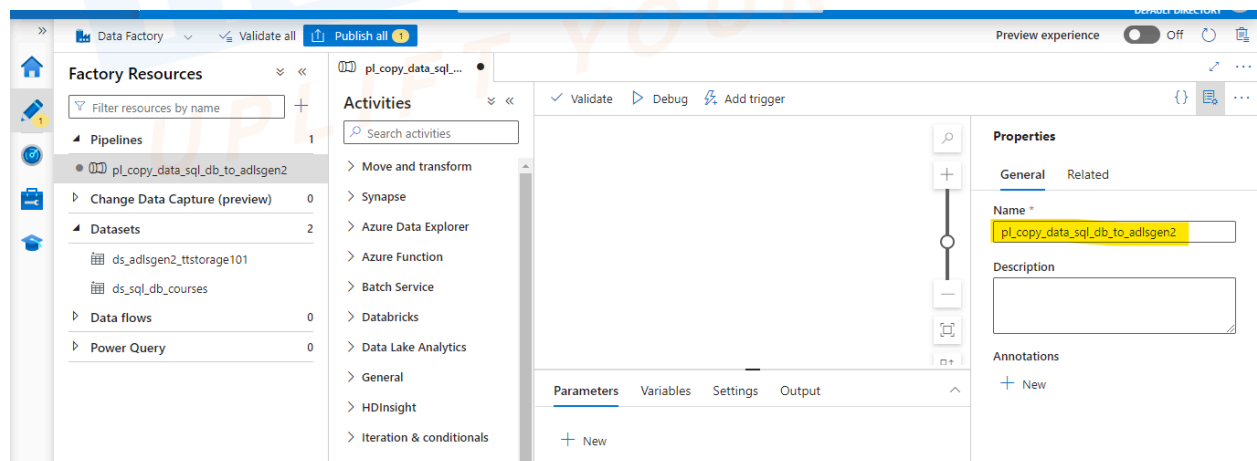 DEFAULT DIRECTORY
Data Factory
Validate all
Publish all 1
Preview experience
Off
UPLIFT YOUR
Factory Resources
Filter resources by name
1
Pipelines 1
pl_copy_data_sql_db_to_adlsgen2
Change Data Capture (preview) 0
Datasets 2
ds_adlsgen2_ttstorage101
ds_sql_db_courses
Data flows 0
Power Query 0
pl_copy_data_sql_...
Activities
Search activities
Move and transform
Synapse
Azure Data Explorer
Azure Function
Batch Service
Databricks
Data Lake Analytics
General
HDInsight
Iteration & conditionals
Validate
Debug
Add trigger
Parameters
Variables
Settings
Output
New
Properties
General
Related
Name *
pl_copy_data_sql_db_to_adlsgen2
Description
Annotations
New